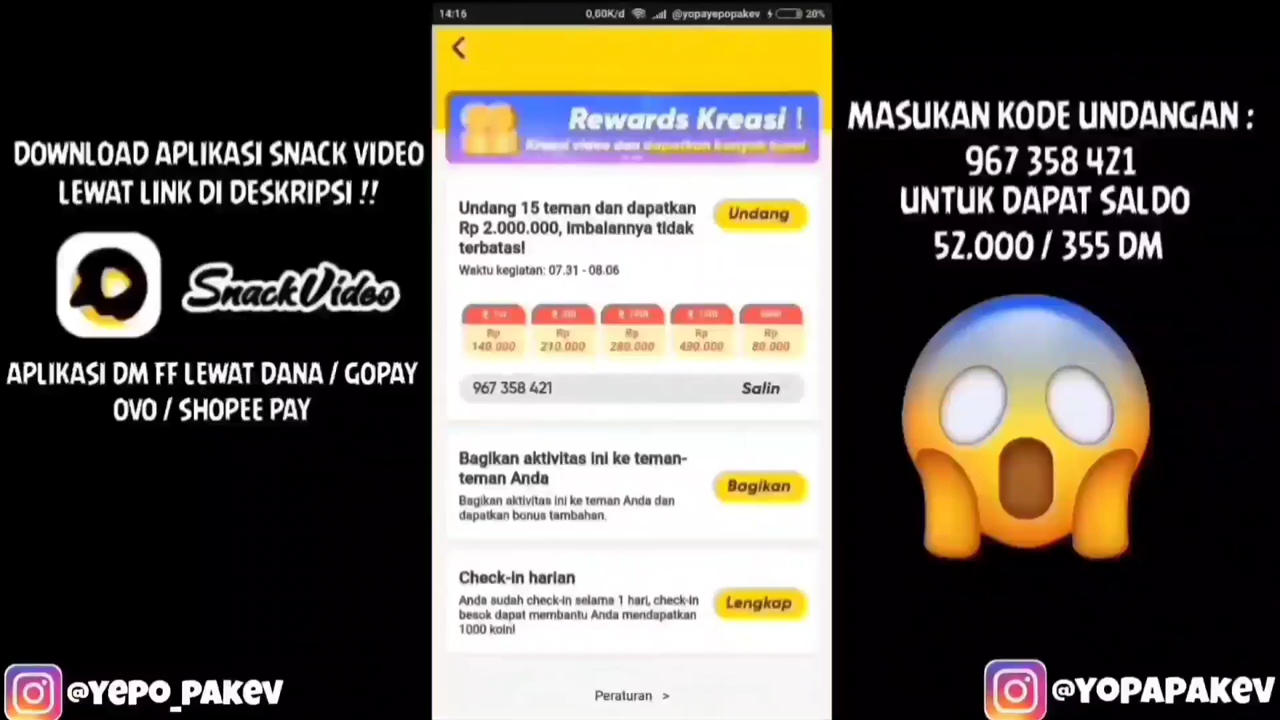 14:16
0,60K/d
@yopayepopakev
20%
DOWNLOAD APLIKASI SNACK VIDEO
LEWAT LINK DI DESKRIPSI !!
SnackVideo
APLIKASI DM FF LEWAT DANA / GOPAY
OVO / SHOPEE PAY
@YEPO_PAKEV
Rewards Kreasi !
Kreasi video dan dapatkan banyak
Undang 15 teman dan dapatkan
Rp 2.000.000, imbalannya tidak
terbatas!
Undang
Waktu kegiatan: 07.31 - 08.06
Rp
140.000
Rp
210.000
Rp
280.000
Rp
490.000
Rp
80.000
967 358 421
Salin
Bagikan aktivitas ini ke teman-
teman Anda
Bagikan
Bagikan aktivitas ini ke teman Anda dan
dapatkan bonus tambahan.
Check-in harian
Anda sudah check-in selama 1 hari, check-in
besok dapat membantu Anda mendapatkan
1000 koin!
Lengkap
Peraturan >
MASUKAN KODE UNDANGAN :
967 358 421
UNTUK DAPAT SALDO
52.000 / 355 DM
@YOPAPAKEV